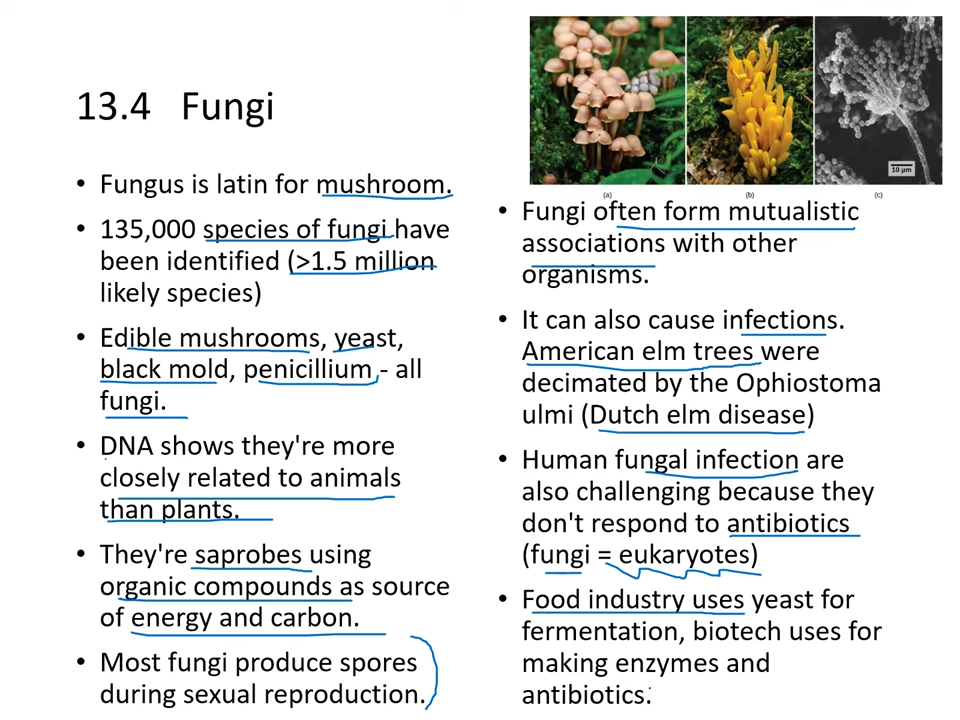 13.4 Fungi
• Fungus is latin for mushroom.
• 135,000 species of fungi have
been identified (>1.5 million
likely species)
• Edible mushrooms, yeast,
black mold, penicillium,- all
fungi.
• DNA shows they're more
closely related to animals
than plants.
• They're saprobes using
organic compounds as source
of energy and carbon.
• Most fungi produce spores
during sexual reproduction.
10 µm
(a) (b) (c)
• Fungi often form mutualistic
associations with other
organisms.
• It can also cause infections.
American elm trees were
decimated by the Ophiostoma
ulmi (Dutch elm disease)
• Human fungal infection are
also challenging because they
don't respond to antibiotics
(fungi = eukaryotes)
• Food industry uses yeast for
fermentation, biotech uses for
making enzymes and
antibiotics.